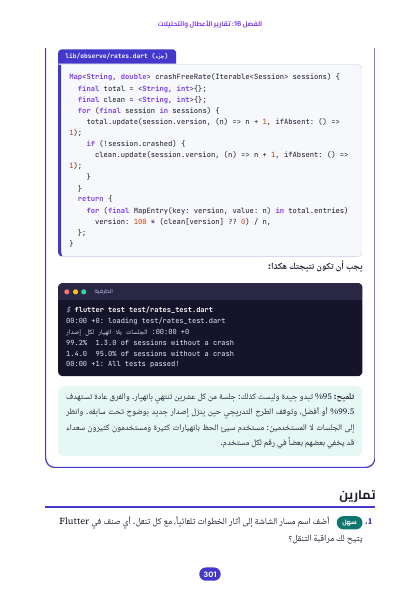 الفصل 16: تقارير الأعطال والتحليلات
lib/observe/rates.dart (جزء)
Map<String, double> crashFreeRate(Iterable<Session> sessions) {
final total = <String, int>{};
final clean = <String, int>{};
for (final session in sessions) {
total.update(session.version, (n) => n + 1, ifAbsent: () =>
1);
if (!session.crashed) {
clean.update(session.version, (n) => n + 1, ifAbsent: () =>
1);
}
}
return {
for (final MapEntry(key: version, value: n) in total.entries)
version: 100 * (clean[version] ?? 0) / n,
};
}
يجب أن تكون نتيجتك هكذا:
الطرفية
$ flutter test test/rates_test.dart
00:00 +0: loading test/rates_test.dart
00:00 +0: الجلسات بلا انهيار لكل إصدار
99.2% 1.3.0 of sessions without a crash
1.4.0 95.0% of sessions without a crash
00:00 +1: All tests passed!
تلميح: 95% تبدو جيدة وليست كذلك: جلسة من كل عشرين تنتهي بانهيار. والفرق عادة تستهدف
99.5% أو أفضل، وتوقف الطرح التدريجي حين ينزل إصدار جديد بوضوح تحت سابقه. وانظر
إلى الجلسات لا المستخدمين: مستخدم سيئ الحظ بانهيارات كثيرة ومستخدمون كثيرون سعداء
قد يخفي بعضهم بعضاً في رقم لكل مستخدم.
تمارين
1. سهل أضف اسم مسار الشاشة إلى آثار الخطوات تلقائياً، مع كل تنقل. أي صنف في Flutter
يتيح لك مراقبة التنقل؟
301